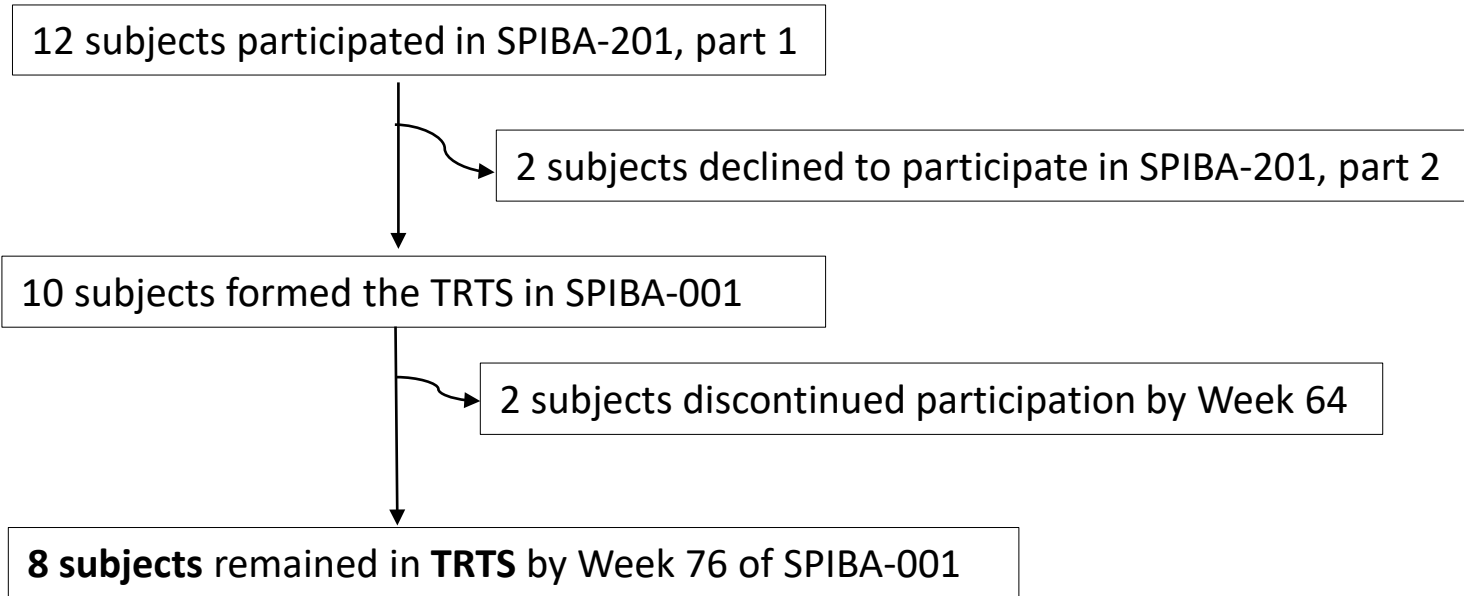 12 subjects participated in SPIBA-201, part 1
2 subjects declined to participate in SPIBA-201, part 2
10 subjects formed the TRTS in SPIBA-001
2 subjects discontinued participation by Week 64
8 subjects remained in TRTS by Week 76 of SPIBA-001